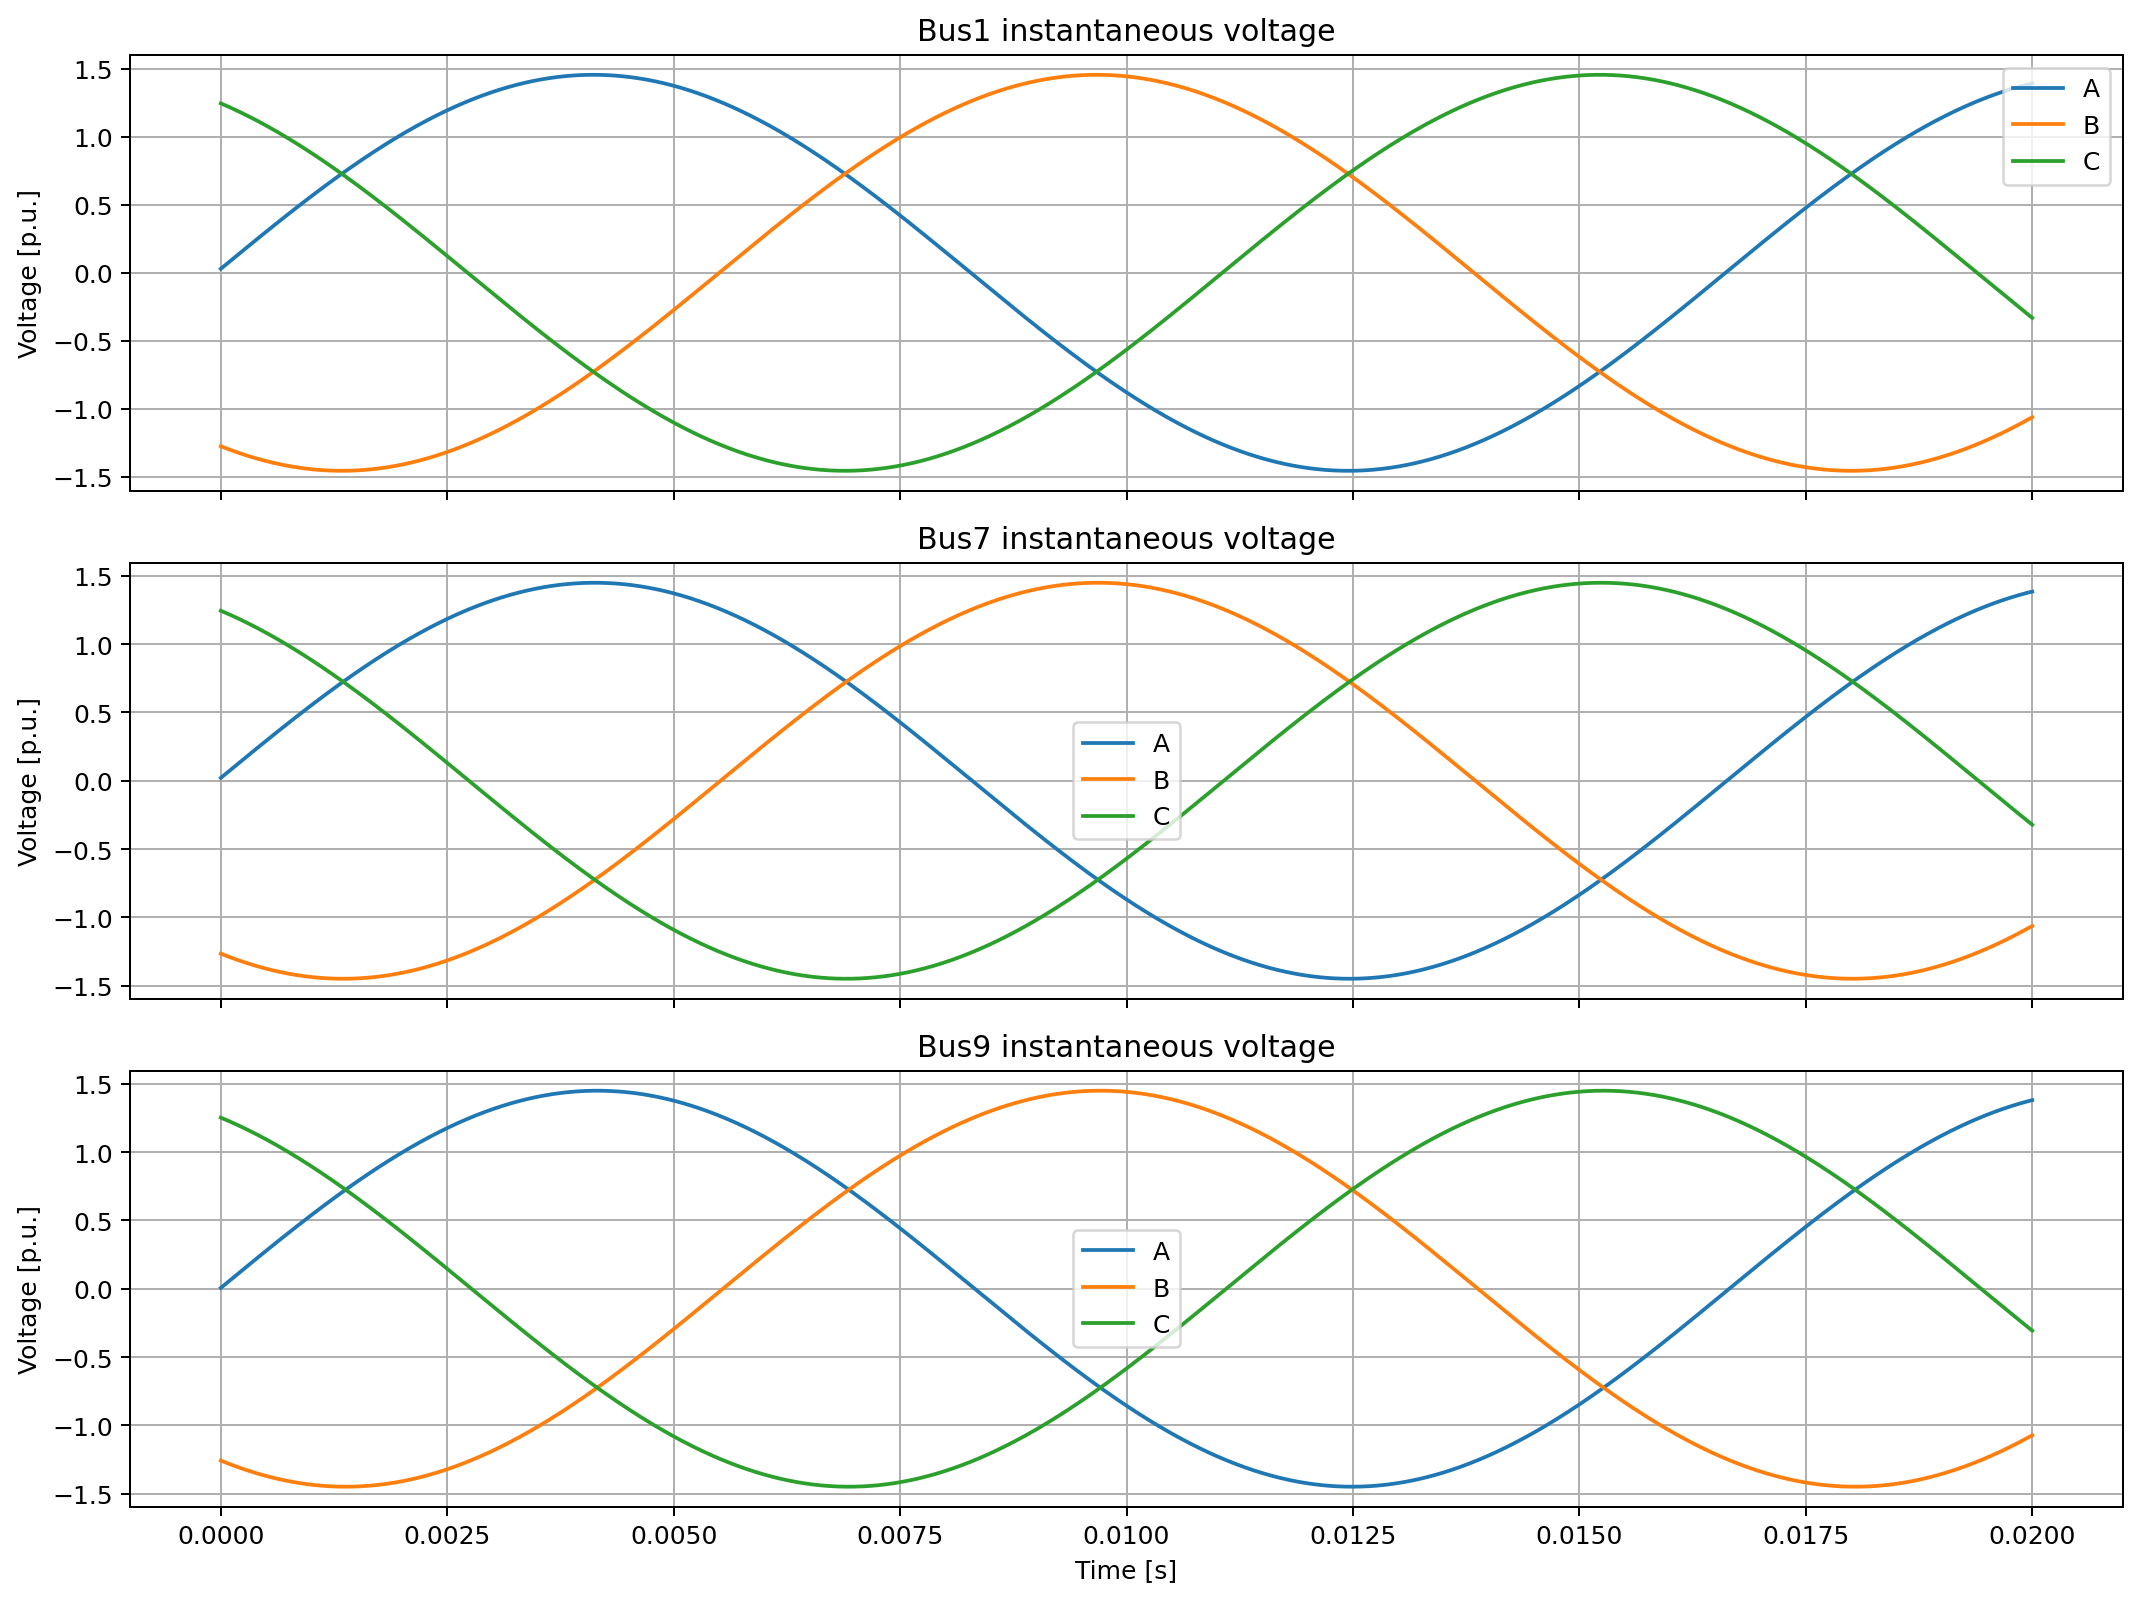 Bus1 instantaneous voltage
1.5
1.0
0.5
0.0
−0.5
−1.0
−1.5
Voltage [p.u.]
A
B
C
Bus7 instantaneous voltage
1.5
1.0
0.5
0.0
−0.5
−1.0
−1.5
Voltage [p.u.]
A
B
C
Bus9 instantaneous voltage
1.5
1.0
0.5
0.0
−0.5
−1.0
−1.5
Voltage [p.u.]
A
B
C
0.0000 0.0025 0.0050 0.0075 0.0100 0.0125 0.0150 0.0175 0.0200
Time [s]